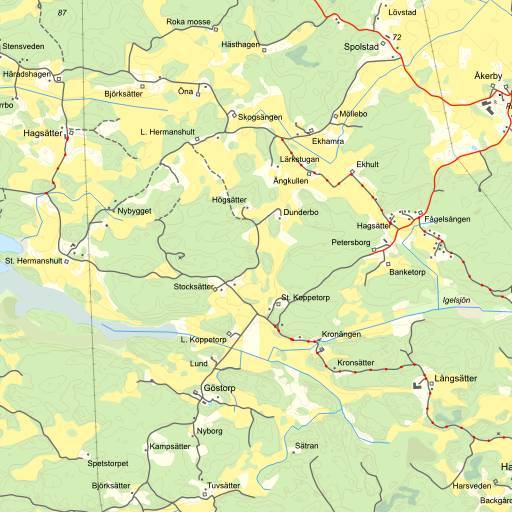 87
Lövstad
Roka mosse
72
Stensveden
Hästhagen
Spolstad
Häradshagen
Åkerby
Öna
Björksätter
rrbo
Skogsängen
Möllebo
Hagsätter
L. Hermanshult
Ekhamra
Lärkstugan
Ekhult
Ängkullen
Högsätter
Nybygget
Dunderbo
Fågelsången
Hagsätter
Petersborg
St. Hermanshult
Banketorp
Stocksätter
St. Koppetorp
Igelsjön
L. Koppetorp
Kronängen
Lund
Kronsätter
Långsätter
Göstorp
Nyborg
Kampsätter
Sätran
Spetstorpet
Ha
Björksätter
Tuvsätter
Harsveden
Backgård